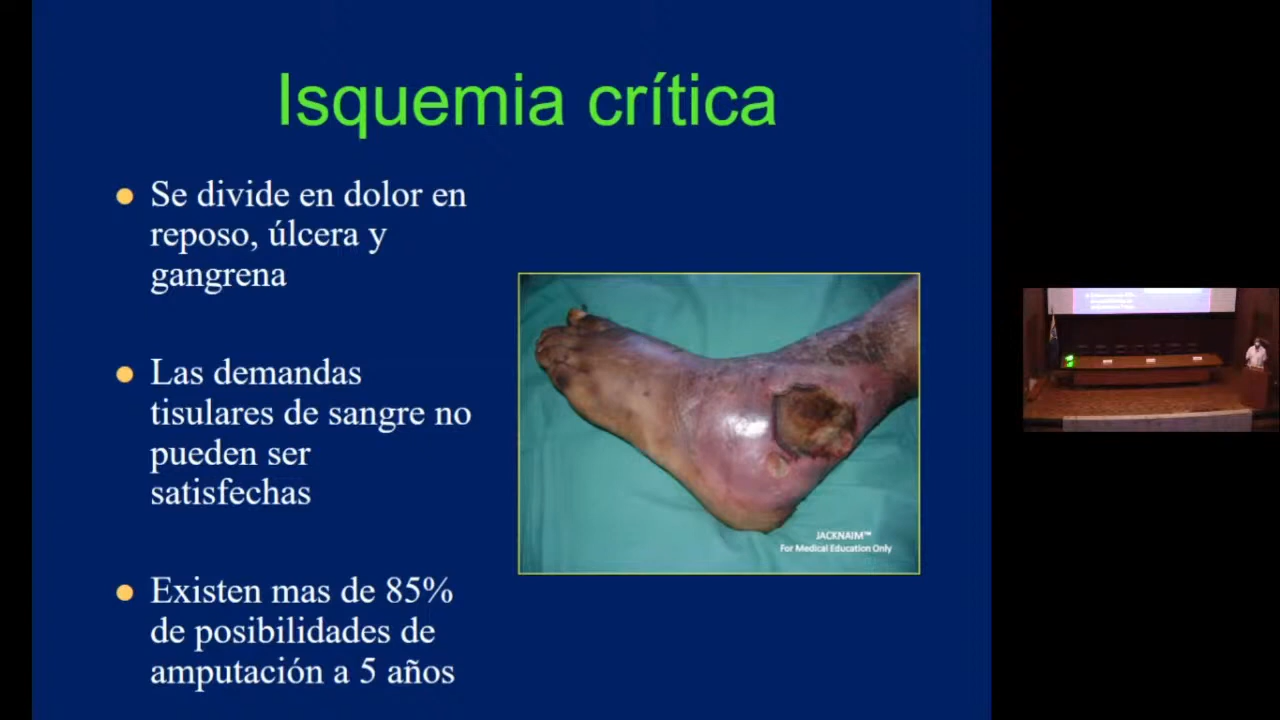 Isquemia crítica
Se divide en dolor en
reposo, úlcera y
gangrena
Las demandas
tisulares de sangre no
pueden ser
satisfechas
Existen mas de 85%
de posibilidades de
amputación a 5 años
JACKNAIM™
For Medical Education Only